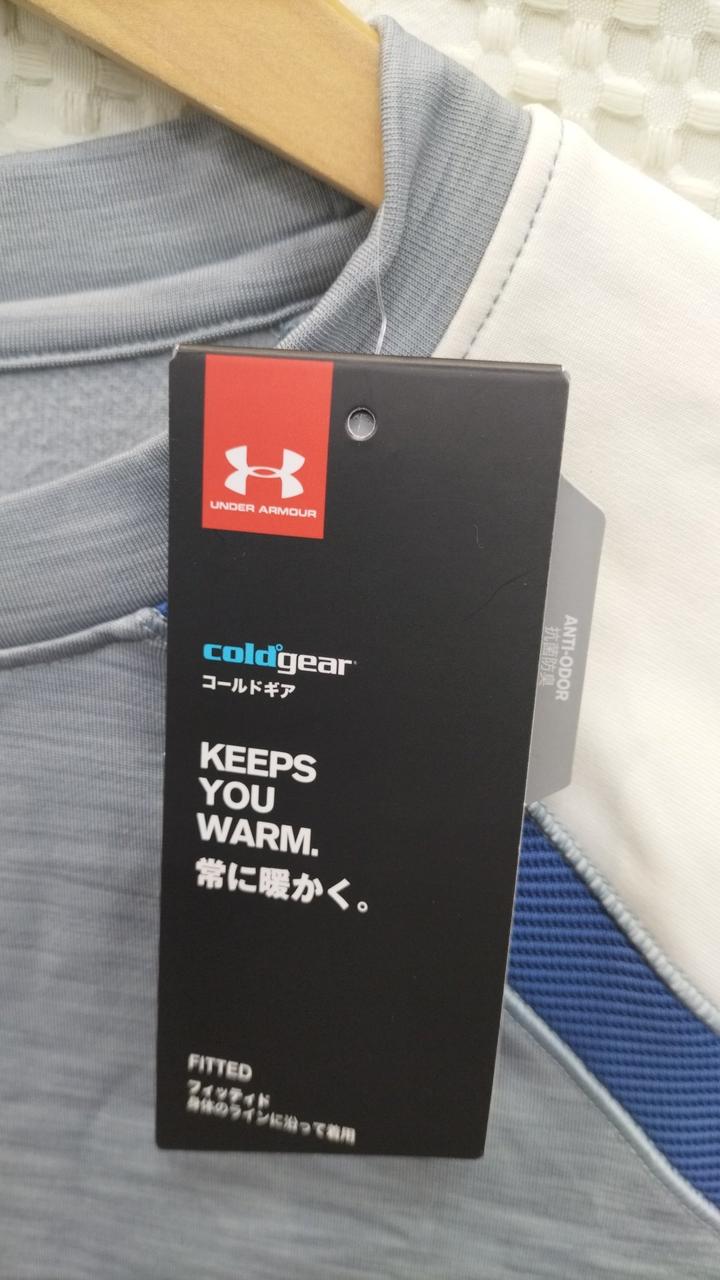 UNDER ARMOUR
cold°gear
コールドギア
KEEPS
YOU
WARM.
常に暖かく。
FITTED
フィッティド
身体のラインに沿って着用
ANTI-ODOR
抗菌防臭